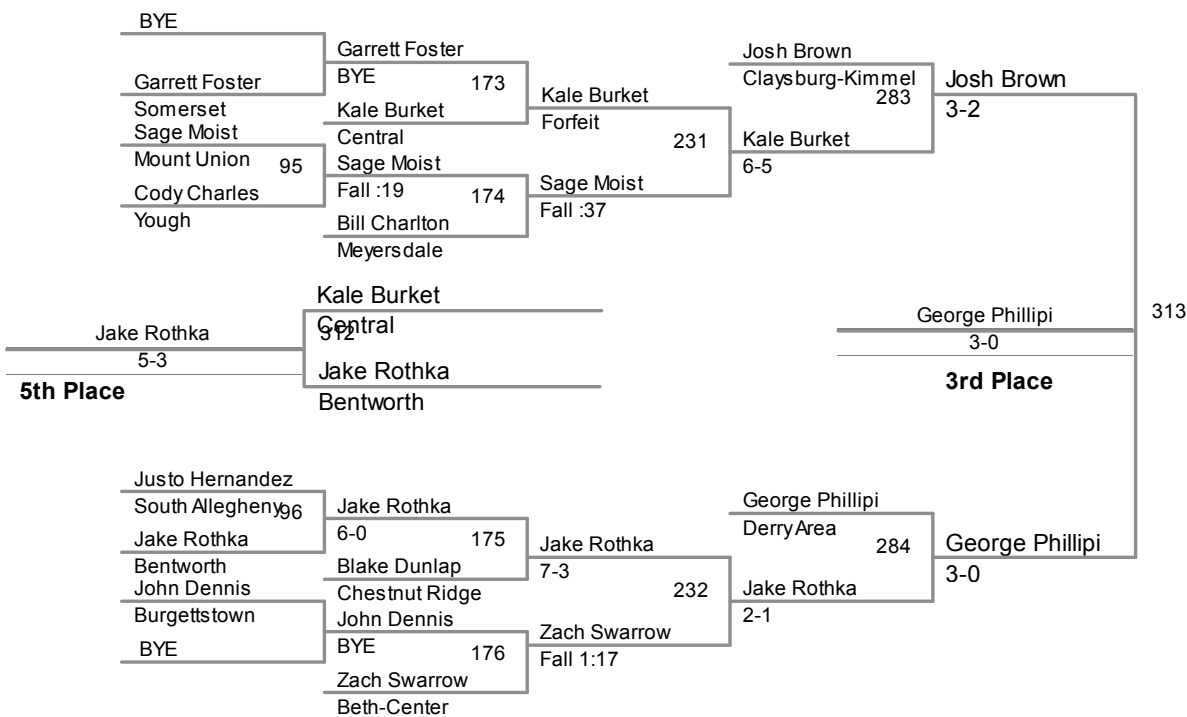 BYE
Garrett Foster
Somerset
Sage Moist
Mount Union 95
Cody Charles
Yough
Garrett Foster
BYE 173
Kale Burket
Central
Sage Moist
Fall :19 174
Bill Charlton
Meyersdale
Kale Burket
Forfeit
231
Sage Moist
Fall :37
Josh Brown
Claysburg-Kimmel
283
Kale Burket
6-5
Josh Brown
3-2
Kale Burket
Central
312
Jake Rothka
5-3
5th Place
Jake Rothka
Bentworth
George Phillipi
3-0
3rd Place
313
Justo Hernandez
South Allegheny 96
Jake Rothka
Bentworth
John Dennis
Burgettstown
BYE
Jake Rothka
6-0 175
Blake Dunlap
Chestnut Ridge
John Dennis
BYE 176
Zach Swarrow
Beth-Center
Jake Rothka
7-3
232
Zach Swarrow
Fall 1:17
George Phillipi
Derry Area
284
Jake Rothka
2-1
George Phillipi
3-0